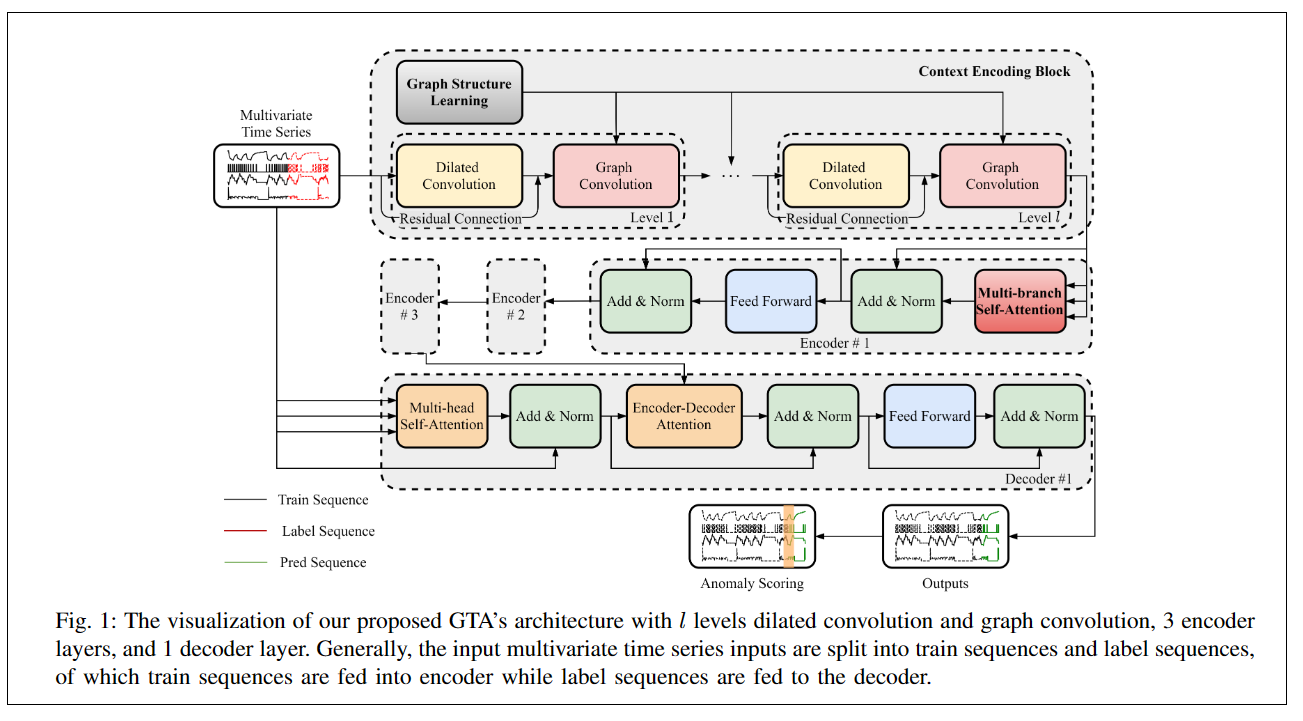 Context Encoding Block
Graph Structure
Learning
Multivariate
Time Series
Dilated
Convolution
Graph
Convolution
...
Dilated
Convolution
Graph
Convolution
Residual Connection
Level 1
Residual Connection
Level l
Encoder
# 3
Encoder
# 2
Add & Norm
Feed Forward
Add & Norm
Multi-branch
Self-Attention
Encoder # 1
Multi-head
Self-Attention
Add & Norm
Encoder-Decoder
Attention
Add & Norm
Feed Forward
Add & Norm
Decoder #1
Train Sequence
Label Sequence
Pred Sequence
Anomaly Scoring
Outputs
Fig. 1: The visualization of our proposed GTA's architecture with l levels dilated convolution and graph convolution, 3 encoder
layers, and 1 decoder layer. Generally, the input multivariate time series inputs are split into train sequences and label sequences,
of which train sequences are fed into encoder while label sequences are fed to the decoder.